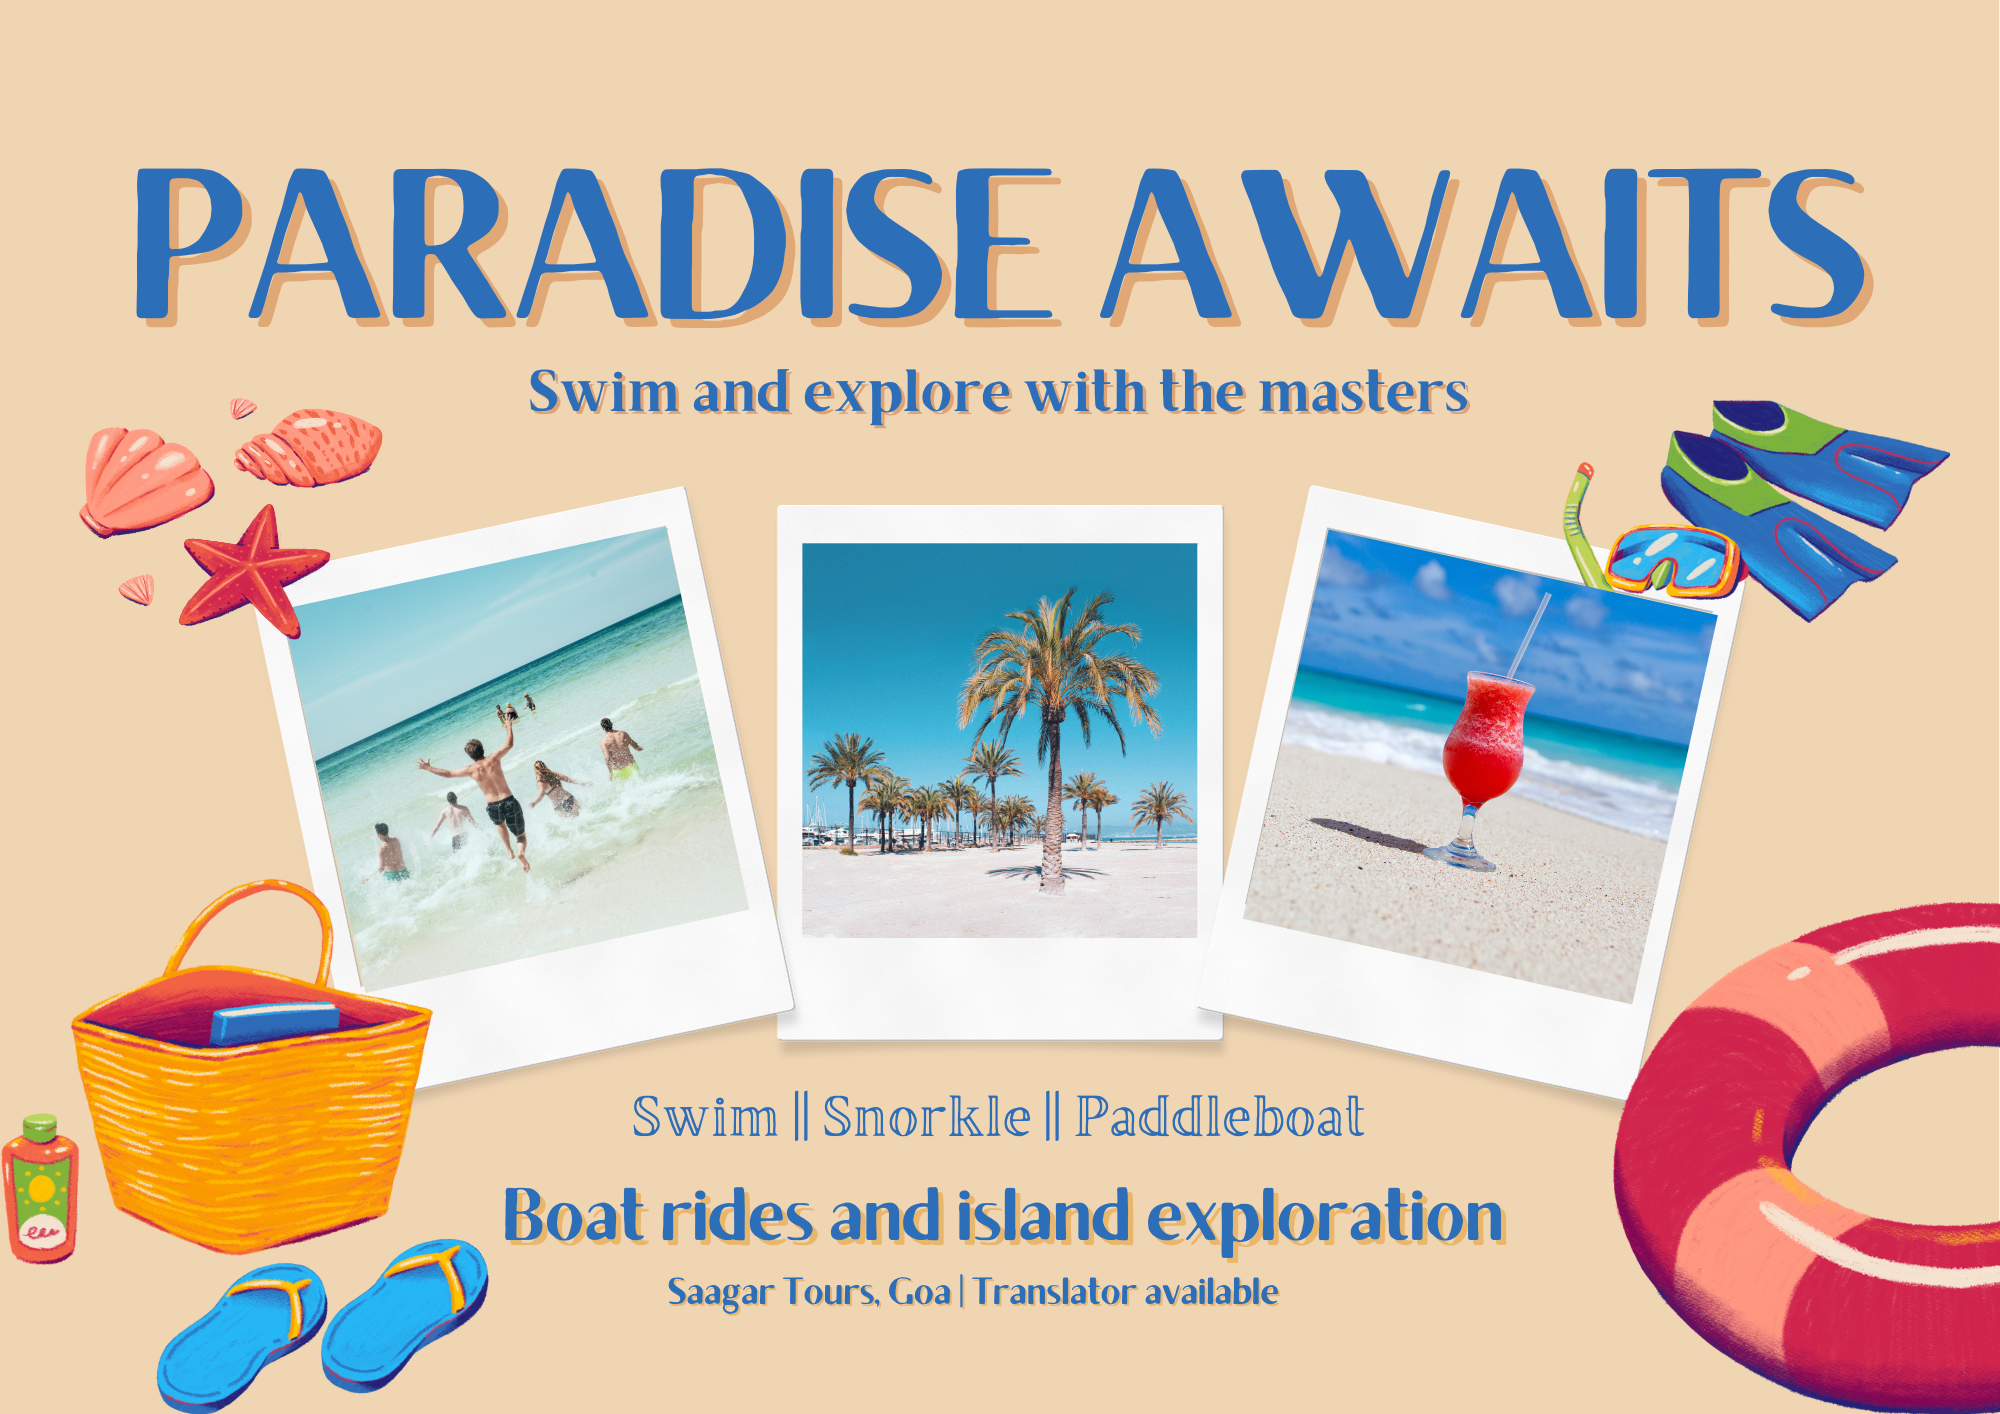 PARADISE AWAITS
Swim and explore with the masters
Swim || Snorkle || Paddleboat
Boat rides and island exploration
Saagar Tours, Goa | Translator available